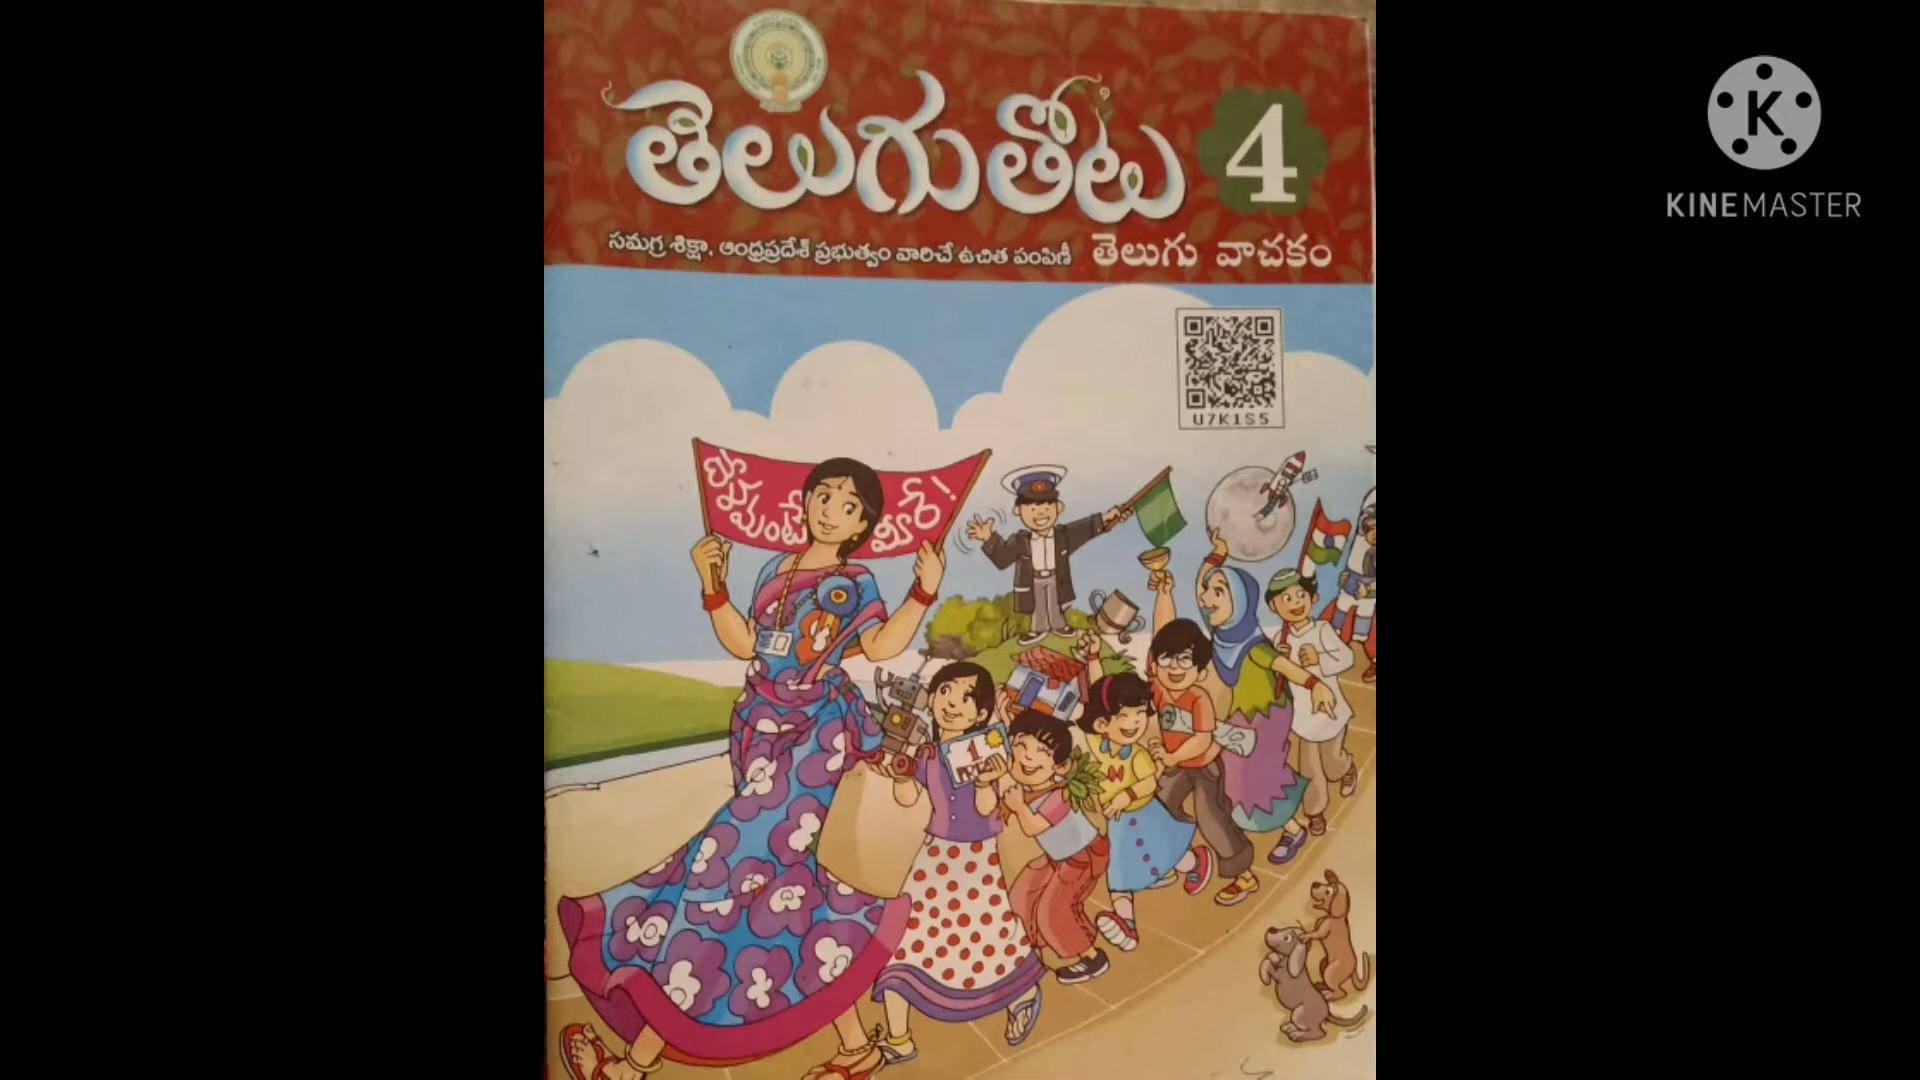 తెలుగుతోట 4
సమగ్ర శిక్షా, ఆంధ్రప్రదేశ్ ప్రభుత్వం వారిచే ఉచిత పంపిణీ తెలుగు వాచకం
U7K1S5
మీరే!
1
KINEMASTER